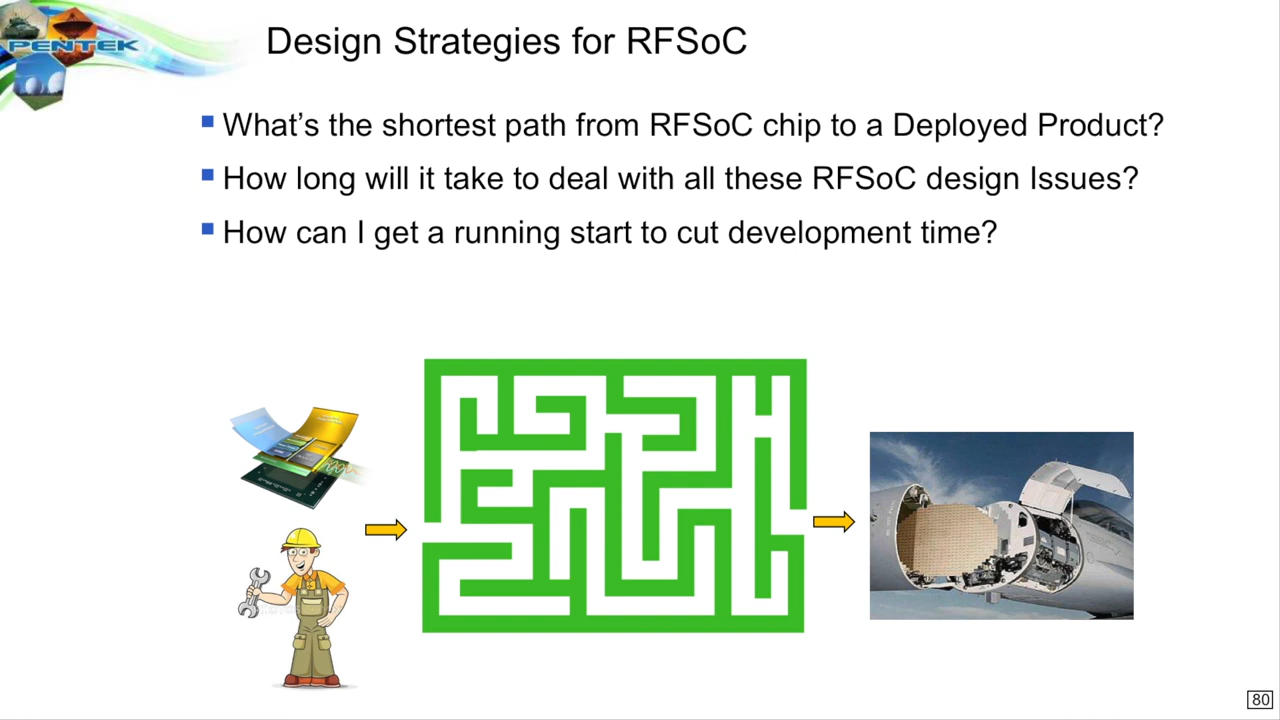 PENTEK
Design Strategies for RFSoC
What's the shortest path from RFSoC chip to a Deployed Product?
How long will it take to deal with all these RFSoC design Issues?
How can I get a running start to cut development time?
80